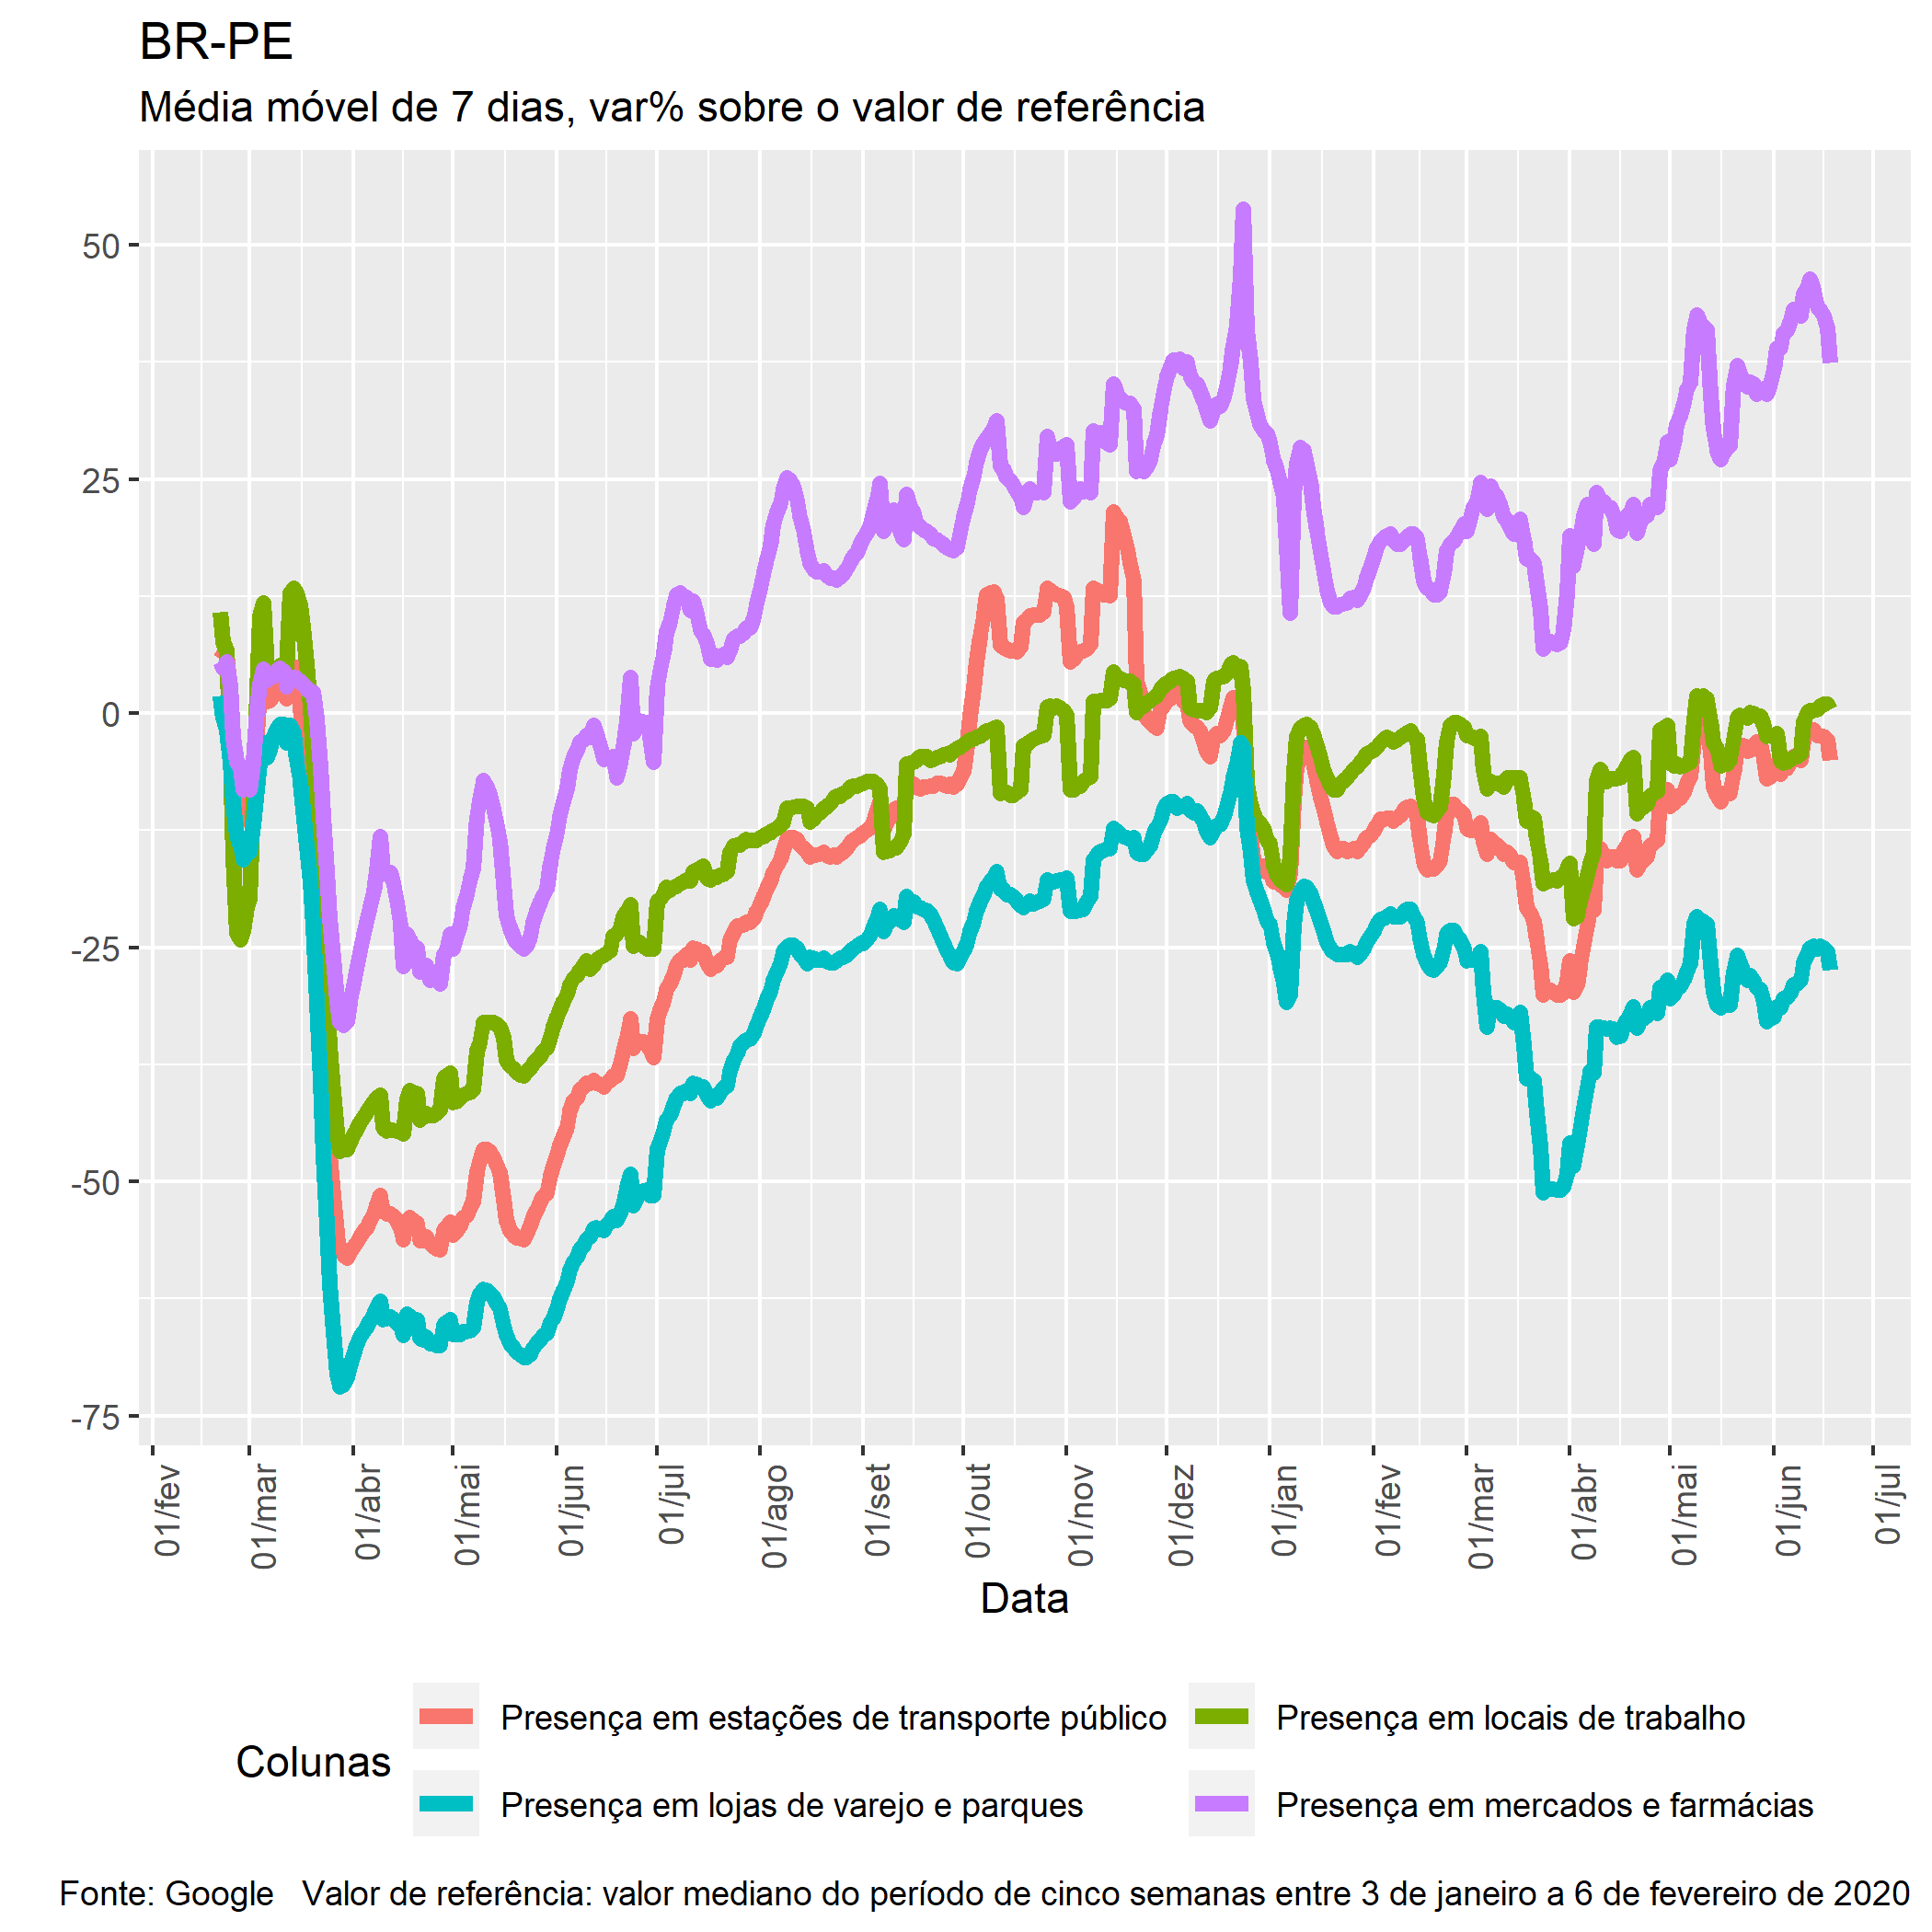 BR-PE
Média móvel de 7 dias, var% sobre o valor de referência
50
25
0
-25
-50
-75
01/fev
01/mar
01/abr
01/mai
01/jun
01/jul
01/ago
01/set
01/out
01/nov
01/dez
01/jan
01/fev
01/mar
01/abr
01/mai
01/jun
01/jul
Data
Colunas
Presença em estações de transporte público
Presença em locais de trabalho
Presença em lojas de varejo e parques
Presença em mercados e farmácias
Fonte: Google   Valor de referência: valor mediano do período de cinco semanas entre 3 de janeiro a 6 de fevereiro de 2020